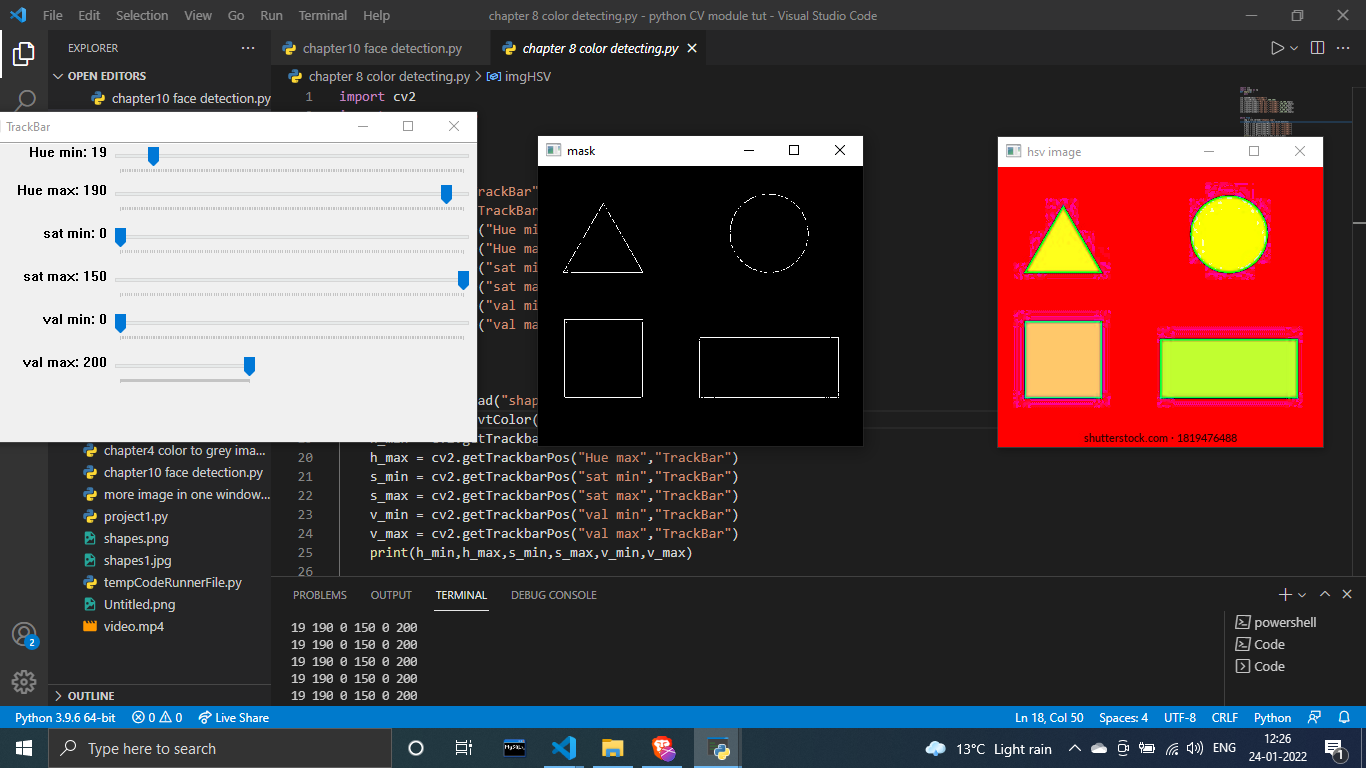 File Edit Selection View Go Run Terminal Help
chapter 8 color detecting.py - python CV module tut - Visual Studio Code
EXPLORER
chapter10 face detection.py
chapter 8 color detecting.py
OPEN EDITORS
chapter 8 color detecting.py > imgHSV
chapter10 face detection.py
1 import cv2
TrackBar
Hue min: 19
Hue max: 190
sat min: 0
sat max: 150
val min: 0
val max: 200
mask
hsv image
shutterstock.com · 1819476488
rackBar"
TrackBar
("Hue mi
("Hue ma
("sat mi
("sat ma
("val mi
("val ma
ad("shap
vtColor(
getTrackb
20 h_max = cv2.getTrackbarPos("Hue max","TrackBar")
21 s_min = cv2.getTrackbarPos("sat min","TrackBar")
22 s_max = cv2.getTrackbarPos("sat max","TrackBar")
23 v_min = cv2.getTrackbarPos("val min","TrackBar")
24 v_max = cv2.getTrackbarPos("val max","TrackBar")
25 print(h_min,h_max,s_min,s_max,v_min,v_max)
26
chapter4 color to grey ima...
chapter10 face detection.py
more image in one window...
project1.py
shapes.png
shapes1.jpg
tempCodeRunnerFile.py
Untitled.png
video.mp4
OUTLINE
PROBLEMS OUTPUT TERMINAL DEBUG CONSOLE
19 190 0 150 0 200
19 190 0 150 0 200
19 190 0 150 0 200
19 190 0 150 0 200
19 190 0 150 0 200
powershell
Code
Code
2
Python 3.9.6 64-bit 0 0 Live Share
Ln 18, Col 50 Spaces: 4 UTF-8 CRLF Python
Type here to search
MySQL
13°C Light rain
ENG
12:26
24-01-2022
1